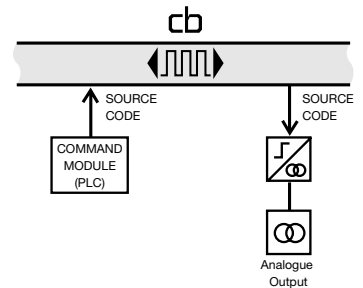 cb
SOURCE
CODE
SOURCE
CODE
COMMAND
MODULE
(PLC)
Analogue
Output